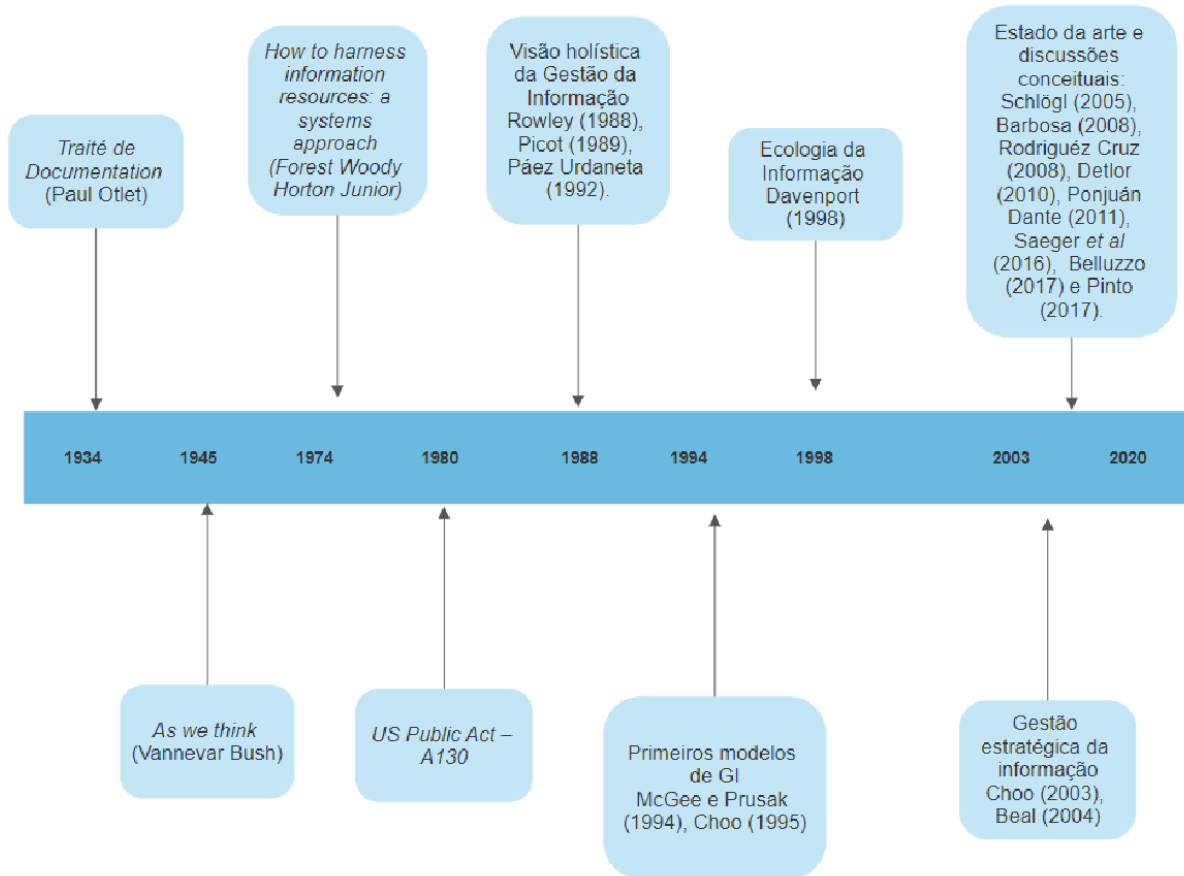 Traité de
Documentation
(Paul Otlet)
How to harness
information
resources: a
systems
approach
(Forest Woody
Horton Junior)
Visão holística
da Gestão da
Informação
Rowley (1988),
Picot (1989),
Páez Urdaneta
(1992).
Ecologia da
Informação
Davenport
(1998)
Estado da arte e
discussões
conceituais:
Schlögl (2005),
Barbosa (2008),
Rodriguéz Cruz
(2008), Detlor
(2010), Ponjuán
Dante (2011),
Saeger et al
(2016), Belluzzo
(2017) e Pinto
(2017).
1934 1945 1974 1980 1988 1994 1998 2003 2020
As we think
(Vannevar Bush)
US Public Act –
A130
Primeiros modelos
de GI
McGee e Prusak
(1994), Choo (1995)
Gestão
estratégica da
informação
Choo (2003),
Beal (2004)